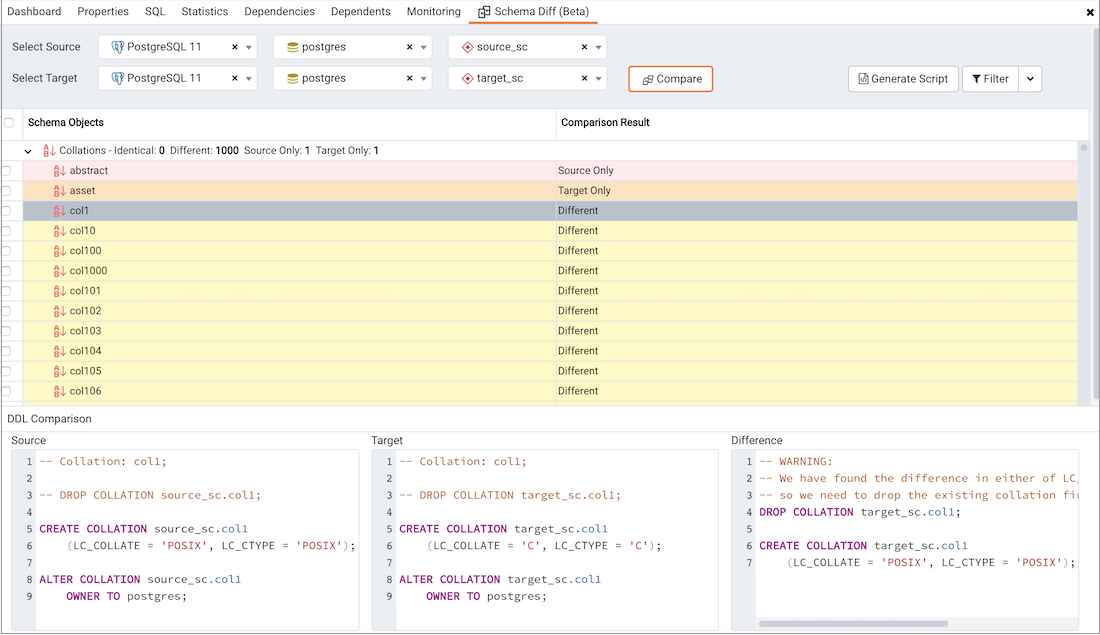 Dashboard Properties SQL Statistics Dependencies Dependents Monitoring Schema Diff (Beta)
Select Source PostgreSQL 11 postgres source_sc
Select Target PostgreSQL 11 postgres target_sc Compare Generate Script Filter
Schema Objects Comparison Result
Collations - Identical: 0 Different: 1000 Source Only: 1 Target Only: 1
abstract Source Only
asset Target Only
col1 Different
col10 Different
col100 Different
col1000 Different
col101 Different
col102 Different
col103 Different
col104 Different
col105 Different
col106 Different
DDL Comparison
Source
1 -- Collation: col1;
2
3 -- DROP COLLATION source_sc.col1;
4
5 CREATE COLLATION source_sc.col1
6 (LC_COLLATE = 'POSIX', LC_CTYPE = 'POSIX');
7
8 ALTER COLLATION source_sc.col1
9 OWNER TO postgres;
Target
1 -- Collation: col1;
2
3 -- DROP COLLATION target_sc.col1;
4
5 CREATE COLLATION target_sc.col1
6 (LC_COLLATE = 'C', LC_CTYPE = 'C');
7
8 ALTER COLLATION target_sc.col1
9 OWNER TO postgres;
Difference
1 -- WARNING:
2 -- We have found the difference in either of LC_
3 -- so we need to drop the existing collation fi
4 DROP COLLATION target_sc.col1;
5
6 CREATE COLLATION target_sc.col1
7 (LC_COLLATE = 'POSIX', LC_CTYPE = 'POSIX');